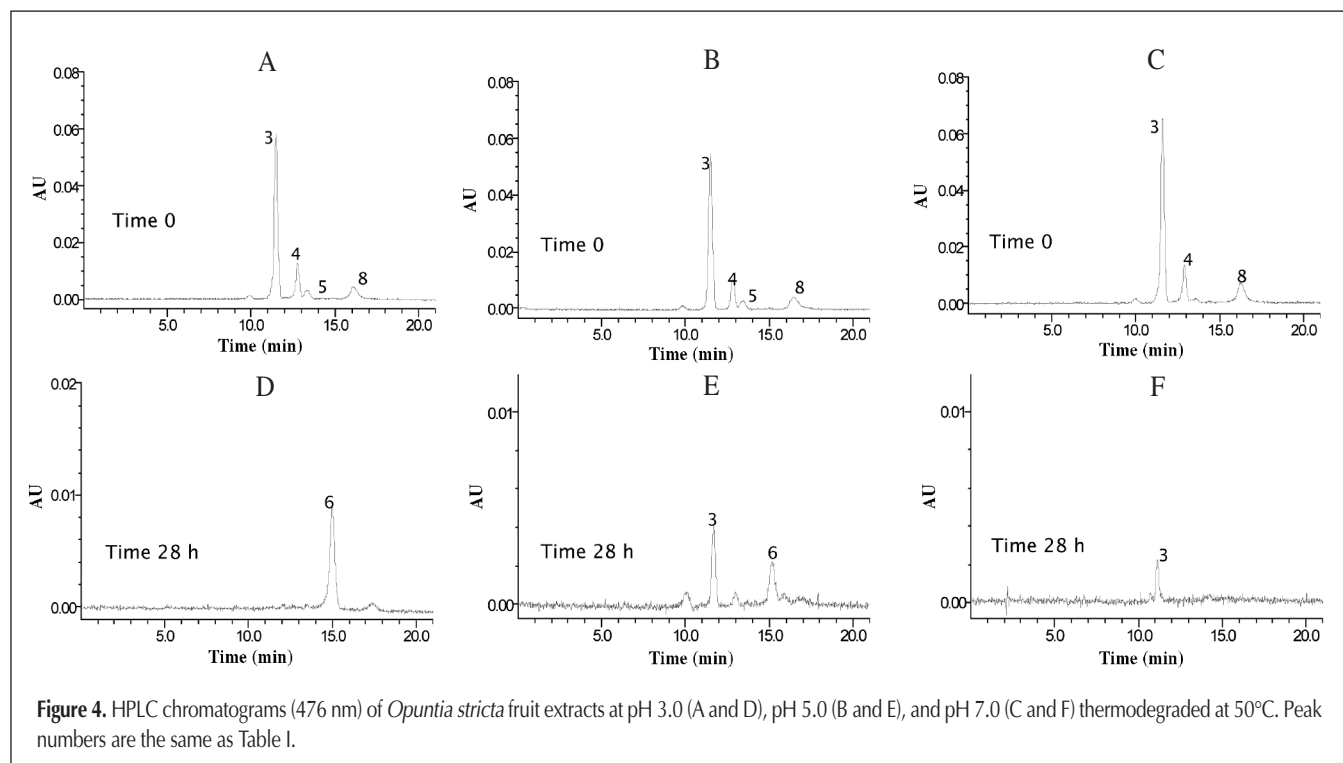 A
0.08
0.06
0.04
0.02
0.00
AU
Time 0
3
4
5
8
5.0 10.0 15.0 20.0
Time (min)
B
0.08
0.06
0.04
0.02
0.00
AU
Time 0
3
4
5
8
5.0 10.0 15.0 20.0
Time (min)
C
0.08
0.06
0.04
0.02
0.00
AU
Time 0
3
4
8
5.0 10.0 15.0 20.0
Time (min)
D
0.02
0.01
0.00
AU
Time 28 h
6
5.0 10.0 15.0 20.0
Time (min)
E
0.01
0.00
AU
Time 28 h
3
6
5.0 10.0 15.0 20.0
Time (min)
F
0.01
0.00
AU
Time 28 h
3
5.0 10.0 15.0 20.0
Time (min)
Figure 4. HPLC chromatograms (476 nm) of Opuntia stricta fruit extracts at pH 3.0 (A and D), pH 5.0 (B and E), and pH 7.0 (C and F) thermodegraded at 50°C. Peak
numbers are the same as Table I.